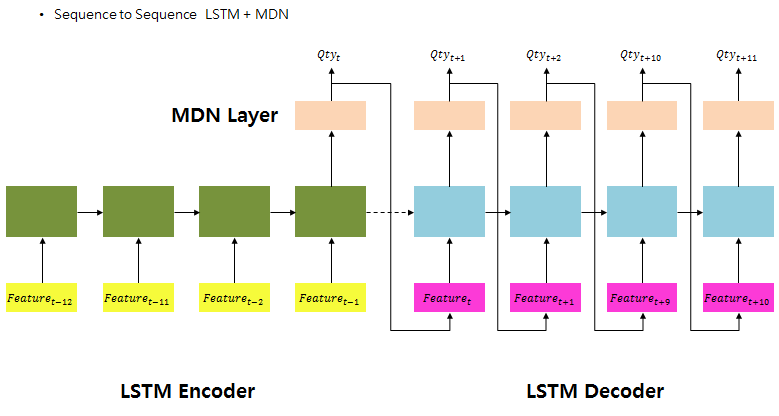 • Sequence to Sequence LSTM + MDN
Qty_t Qty_{t+1} Qty_{t+2} Qty_{t+10} Qty_{t+11}
MDN Layer
Feature_{t−12} Feature_{t−11} Feature_{t−2} Feature_{t−1} Feature_t Feature_{t+1} Feature_{t+9} Feature_{t+10}
LSTM Encoder LSTM Decoder